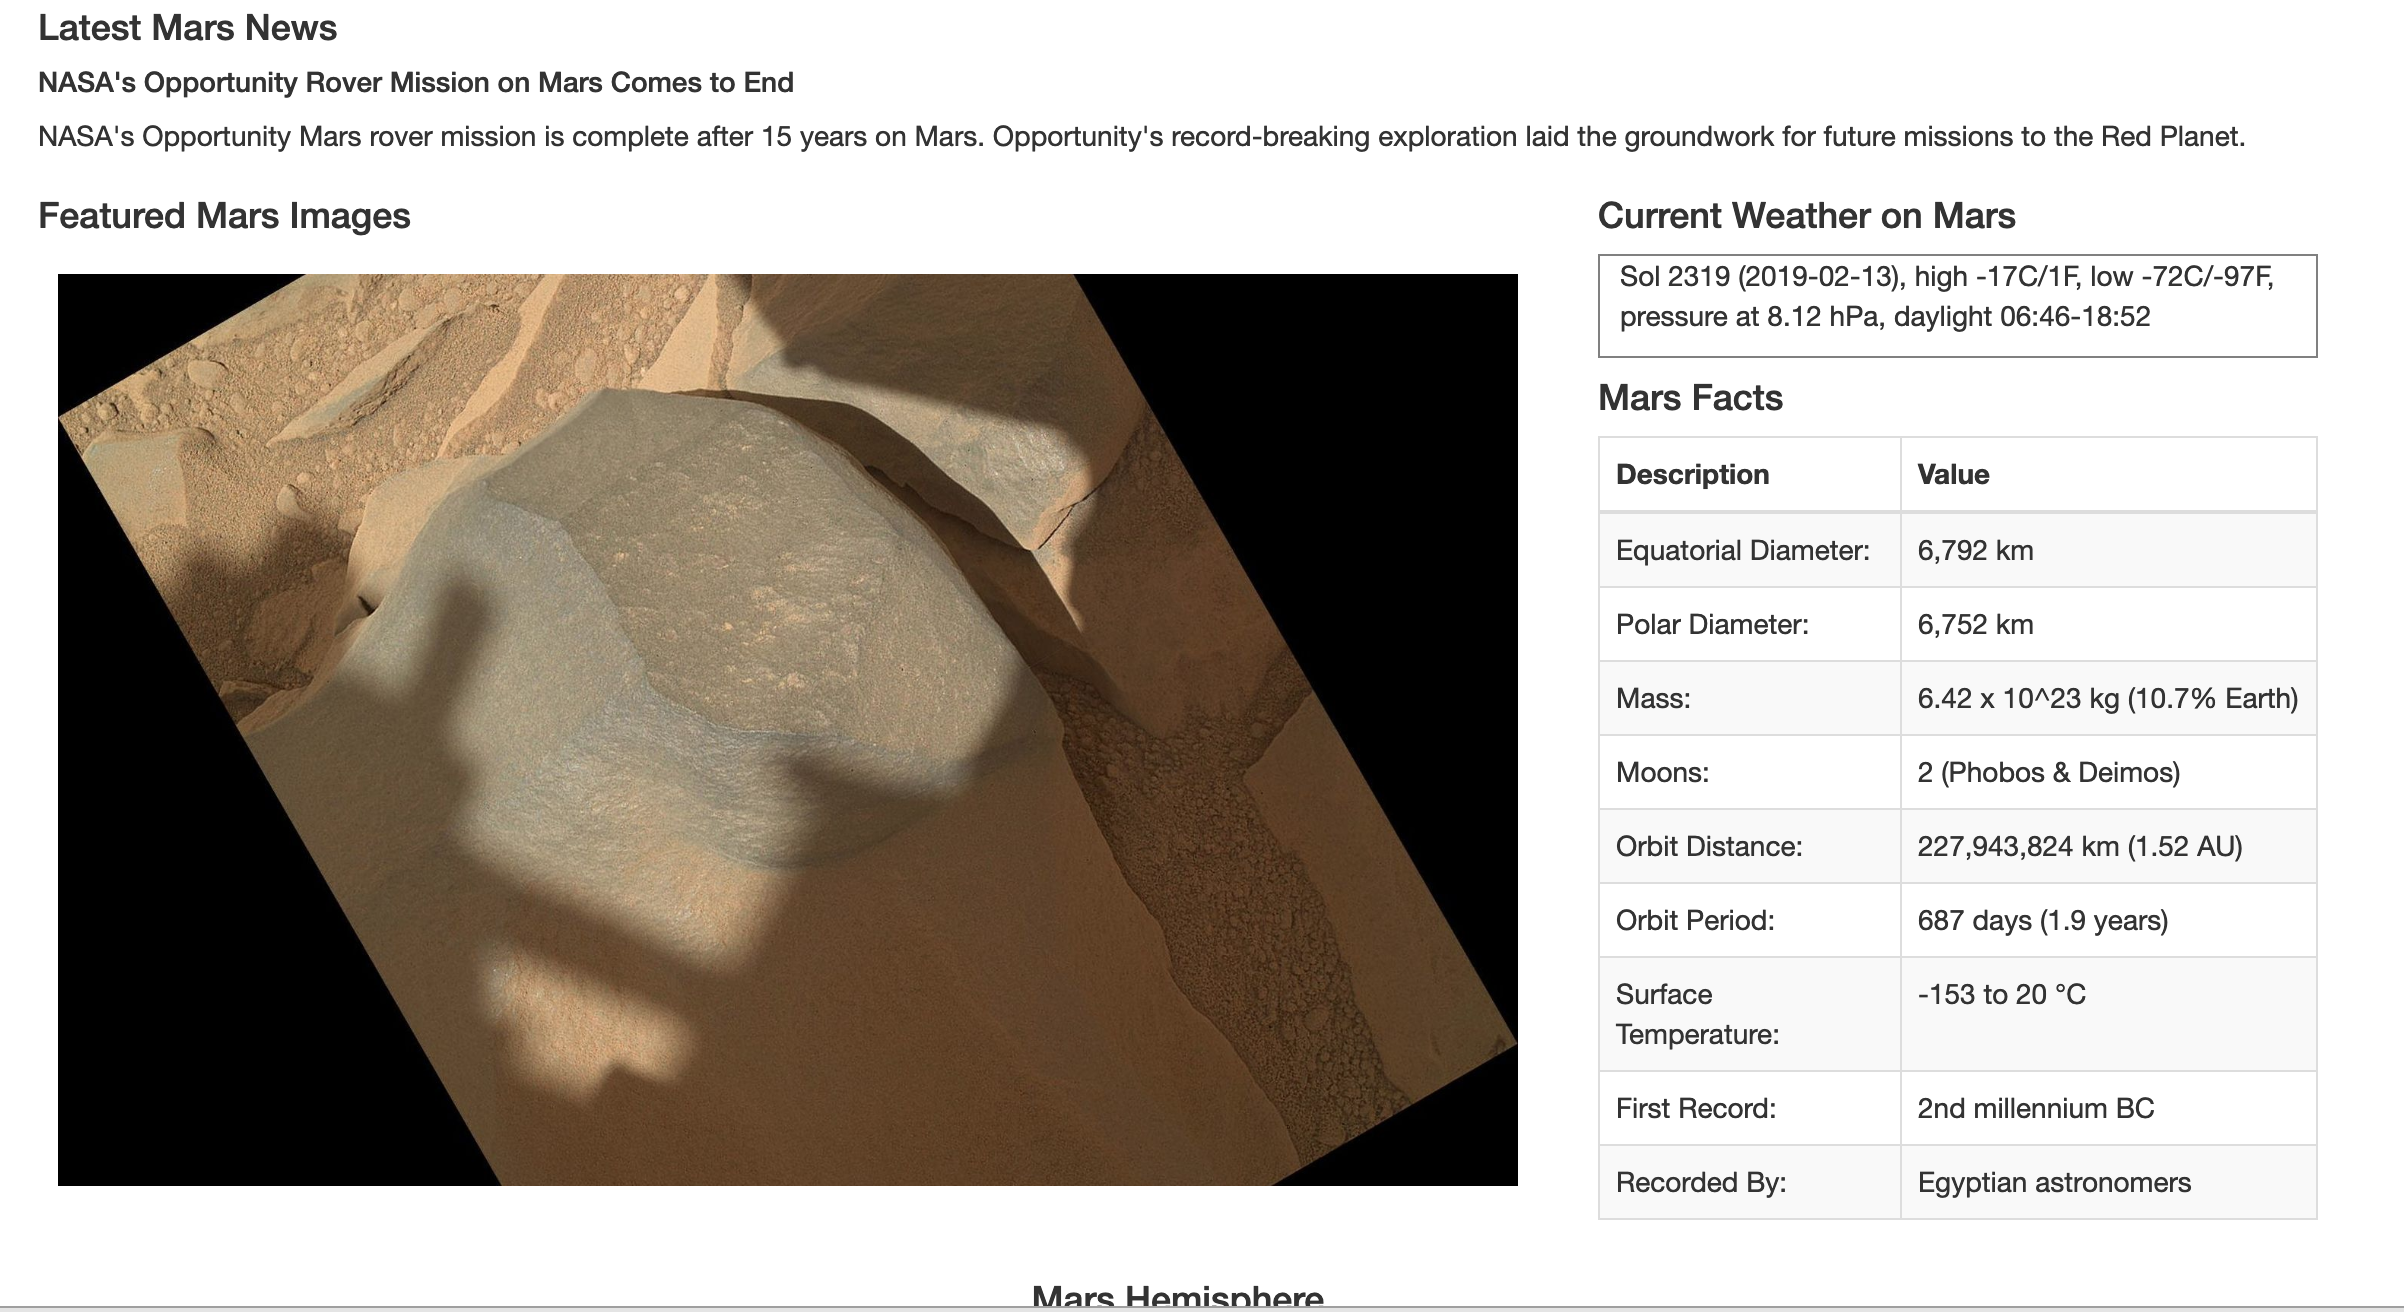 Latest Mars News
NASA's Opportunity Rover Mission on Mars Comes to End
NASA's Opportunity Mars rover mission is complete after 15 years on Mars. Opportunity's record-breaking exploration laid the groundwork for future missions to the Red Planet.
Featured Mars Images
Current Weather on Mars
Sol 2319 (2019-02-13), high -17C/1F, low -72C/-97F,
pressure at 8.12 hPa, daylight 06:46-18:52
Mars Facts
Description Value
Equatorial Diameter: 6,792 km
Polar Diameter: 6,752 km
Mass: 6.42 x 10^23 kg (10.7% Earth)
Moons: 2 (Phobos & Deimos)
Orbit Distance: 227,943,824 km (1.52 AU)
Orbit Period: 687 days (1.9 years)
Surface -153 to 20 °C
Temperature:
First Record: 2nd millennium BC
Recorded By: Egyptian astronomers
Mars Hemisphere